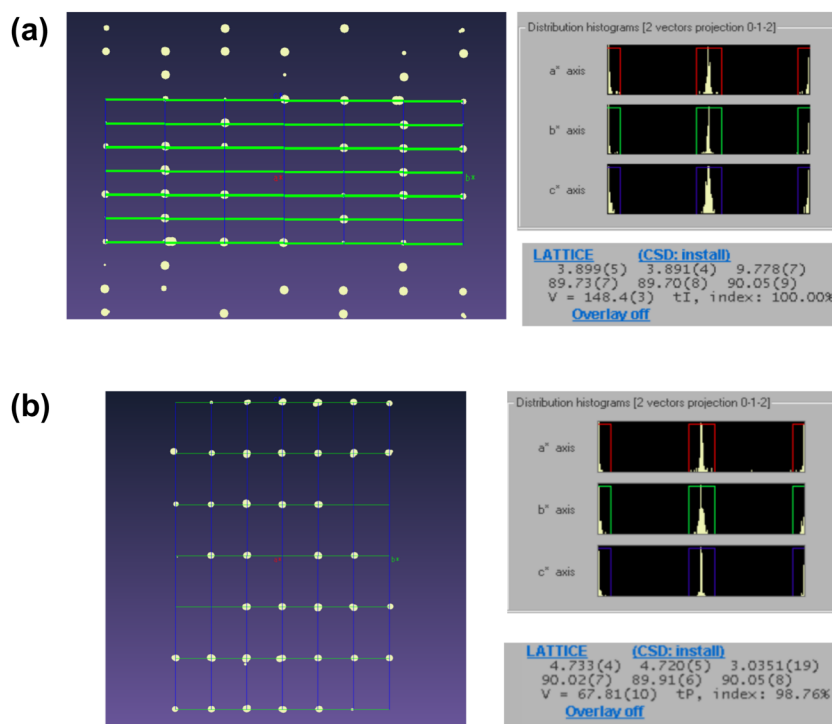 (a)
Distribution histograms [2 vectors projection 0-1-2]
a* axis
b* axis
c* axis
b*
LATTICE (CSD: install)
3.899(5) 3.891(4) 9.778(7)
89.73(7) 89.70(8) 90.05(9)
V = 148.4(3) tI, index: 100.00%
Overlay off
(b)
Distribution histograms [2 vectors projection 0-1-2]
a* axis
b* axis
c* axis
b*
LATTICE (CSD: install)
4.733(4) 4.720(5) 3.0351(19)
90.02(7) 89.91(6) 90.05(8)
V = 67.81(10) tP, index: 98.76%
Overlay off